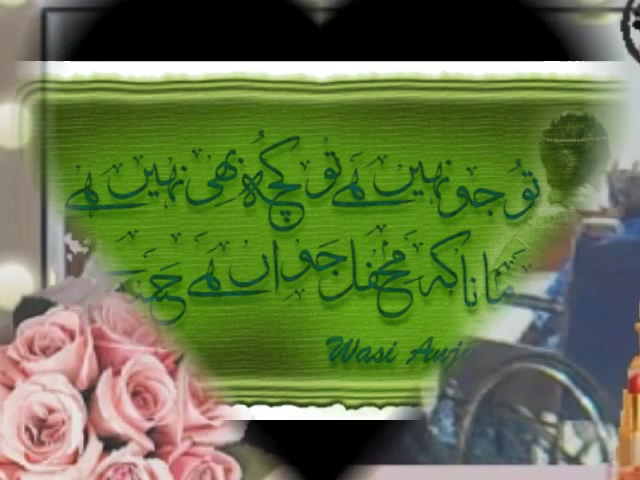 تو جو نہیں ہے تو کچھ بھی نہیں ہے
مانا کہ محفل جواں ہے
Wasi